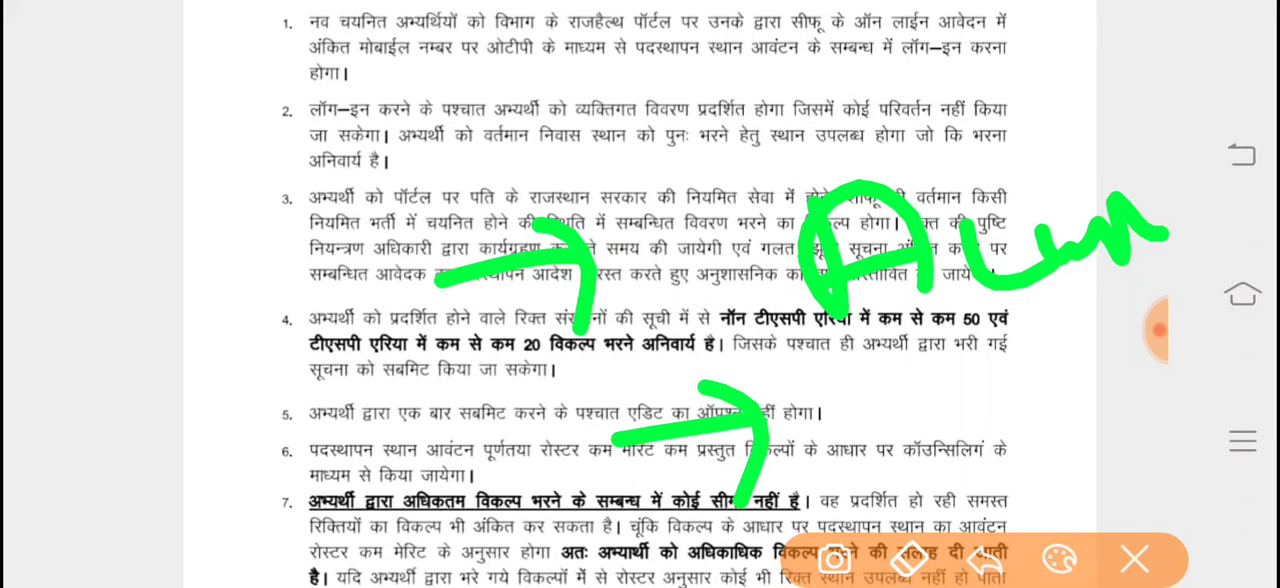 1. नव चयनित अभ्यर्थियों को विभाग के राजहैल्थ पॉर्टल पर उनके द्वारा सीफू के ऑन लाईन आवेदन में
अंकित मोबाईल नम्बर पर ओटीपी के माध्यम से पदस्थापन स्थान आवंटन के सम्बन्ध में लॉग–इन करना
होगा।
2. लॉग–इन करने के पश्चात अभ्यर्थी को व्यक्तिगत विवरण प्रदर्शित होगा जिसमें कोई परिवर्तन नहीं किया
जा सकेगा। अभ्यर्थी को वर्तमान निवास स्थान को पुनः भरने हेतु स्थान उपलब्ध होगा जो कि भरना
अनिवार्य है।
3. अभ्यर्थी को पॉर्टल पर पति के राजस्थान सरकार की नियमित सेवा में वर्तमान किसी
नियमित भर्ती में चयनित होने की स्थिति में सम्बन्धित विवरण भरने का होगा। की पुष्टि
नियन्त्रण अधिकारी द्वारा कार्यग्रहण समय की जायेगी एवं गलत सूचना पर
सम्बन्धित आवेदक आदेश करते हुए अनुशासनिक
4. अभ्यर्थी को प्रदर्शित होने वाले रिक्त संस्थानों की सूची में से नॉन टीएसपी एरिया में कम से कम 50 एवं
टीएसपी एरिया में कम से कम 20 विकल्प भरने अनिवार्य है। जिसके पश्चात ही अभ्यर्थी द्वारा भरी गई
सूचना को सबमिट किया जा सकेगा।
5. अभ्यर्थी द्वारा एक बार सबमिट करने के पश्चात एडिट का ऑप्शन नहीं होगा।
6. पदस्थापन स्थान आवंटन पूर्णतया रोस्टर कम मेरिट कम प्रस्तुत विकल्पों के आधार पर कॉउन्सिलिगं के
माध्यम से किया जायेगा।
7. अभ्यर्थी द्वारा अधिकतम विकल्प भरने के सम्बन्ध में कोई सीमा नहीं है। वह प्रदर्शित हो रही समस्त
रिक्तियों का विकल्प भी अंकित कर सकता है। चूंकि विकल्प के आधार पर पदस्थापन स्थान का आवंटन
रोस्टर कम मेरिट के अनुसार होगा अतः अभ्यार्थी को अधिकाधिक विकल्प भरने की सलाह दी जाती
है। यदि अभ्यर्थी द्वारा भरे गये विकल्पों में से रोस्टर अनुसार कोई भी रिक्त स्थान उपलब्ध नहीं हो पाता